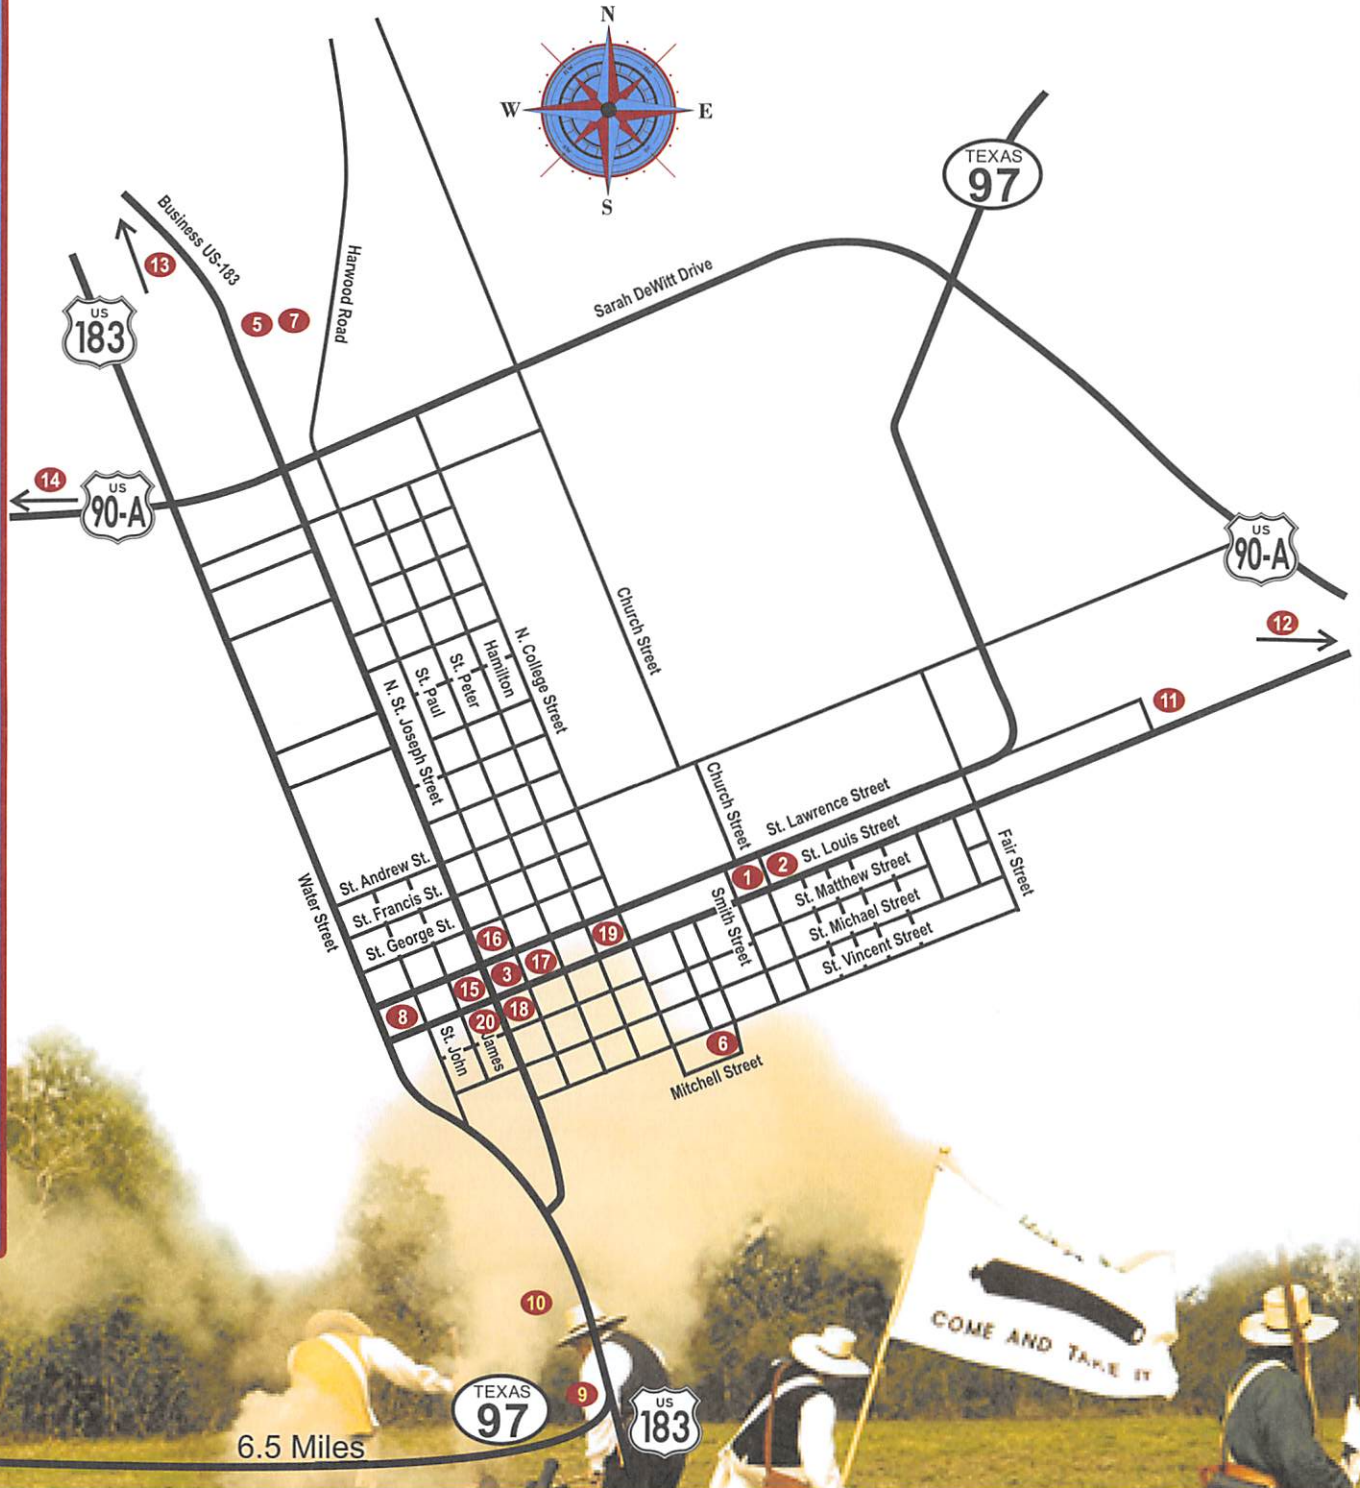 N
W
E
S
TEXAS
97
Business US-183
13
Harwood Road
Sarah DeWitt Drive
US
183
5
7
14
US
90-A
US
90-A
12
Church Street
N. College Street
Hamilton
St. Peter
St. Paul
N. St. Joseph Street
11
Church Street
St. Lawrence Street
St. Louis Street
Fair Street
St. Andrew St.
St. Francis St.
St. George St.
Water Street
1
2
St. Matthew Street
St. Michael Street
St. Vincent Street
Smith Street
16
19
17
3
15
18
8
20
St. John
James
6
Mitchell Street
10
COME AND TAKE IT
9
TEXAS
97
US
183
6.5 Miles